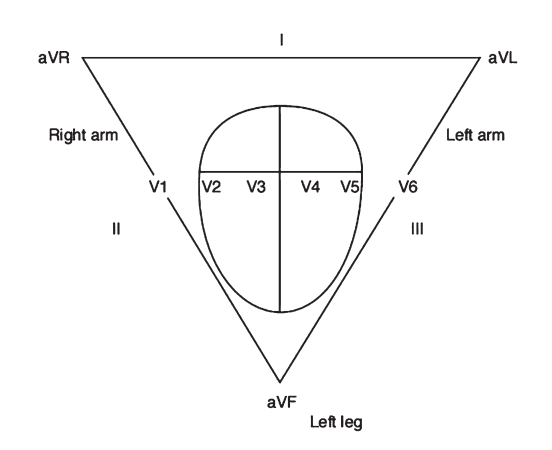 I
aVR
aVL
Right arm
Left arm
V1 V2 V3 V4 V5 V6
II
III
aVF
Left leg